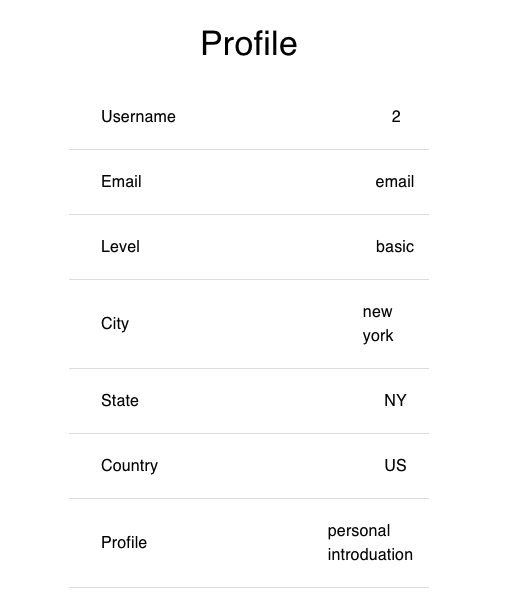 Profile
Username 2
Email email
Level basic
City new
york
State NY
Country US
Profile personal
introduation